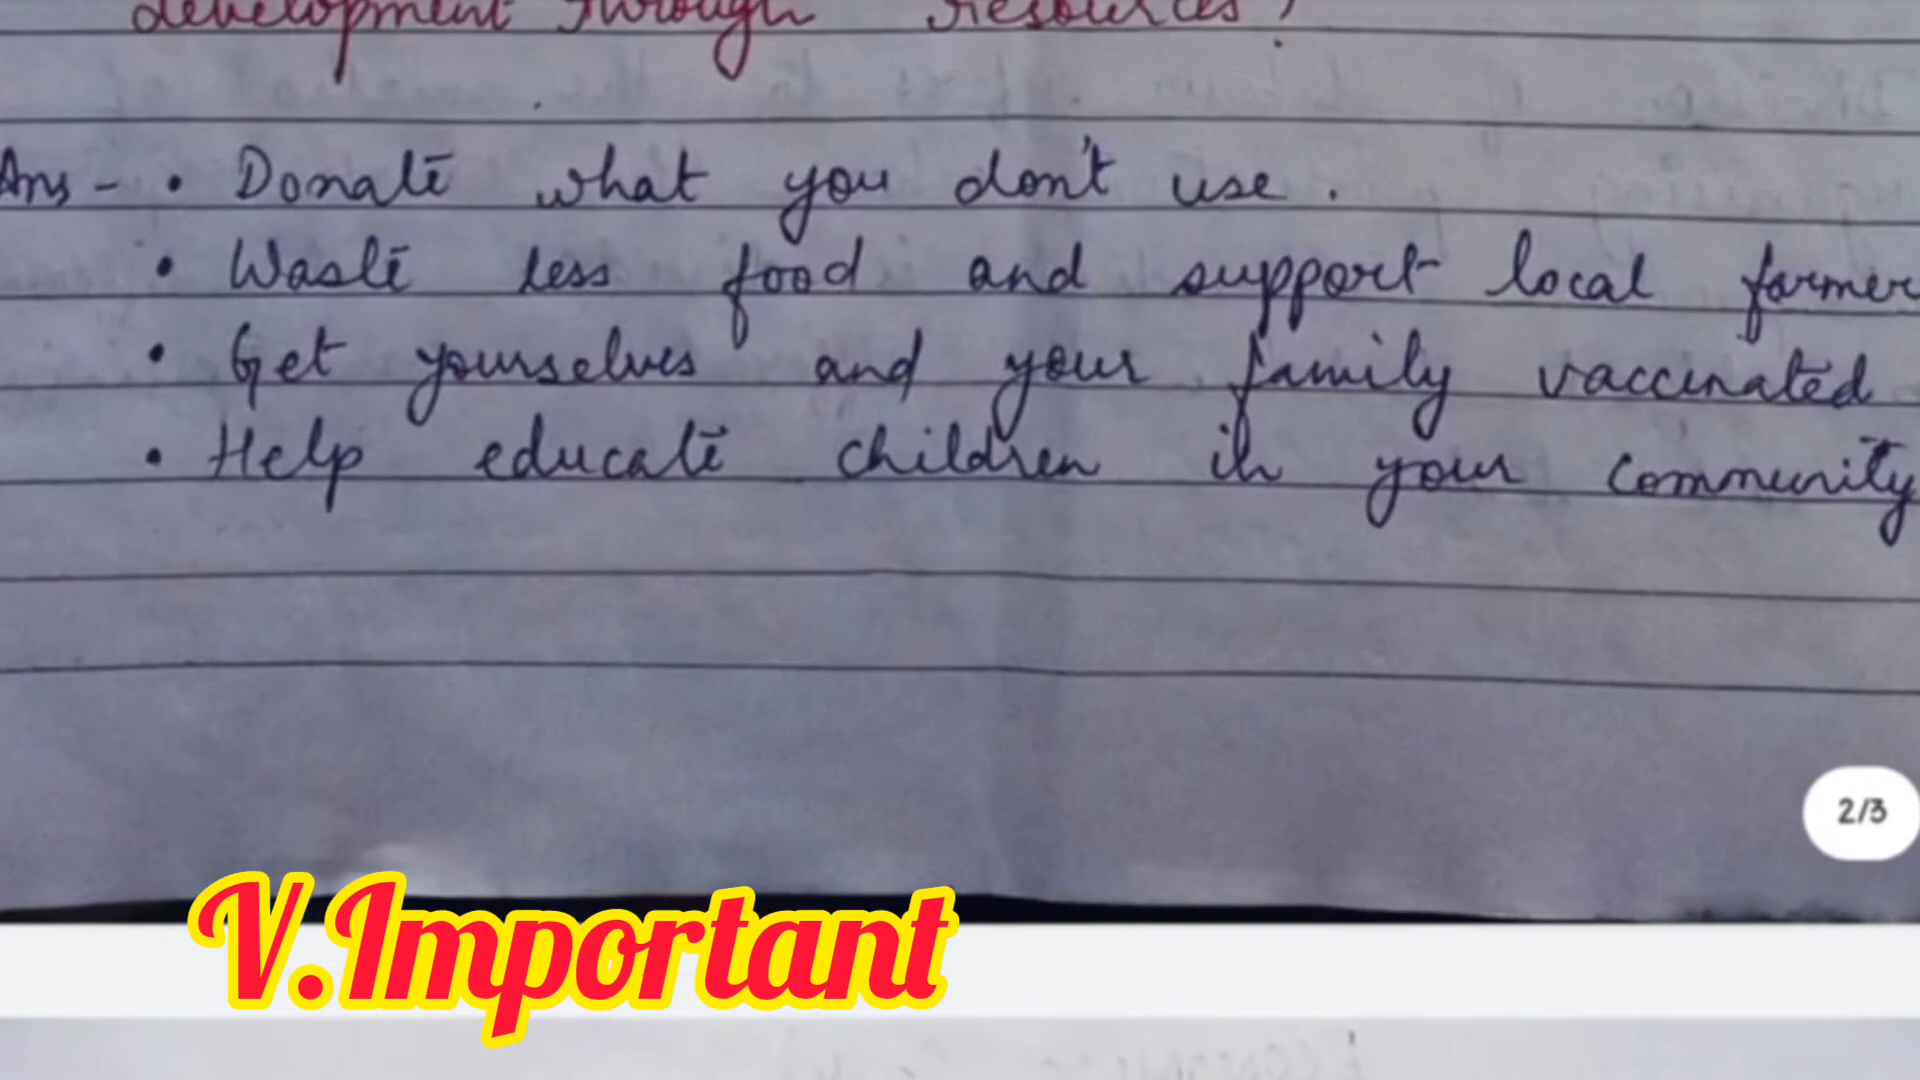 development through resources?
Ans - • Donate what you don't use.
• Waste less food and support local farmer
• Get yourselves and your family vaccinated
• Help educate children in your community
2/3
V.Important